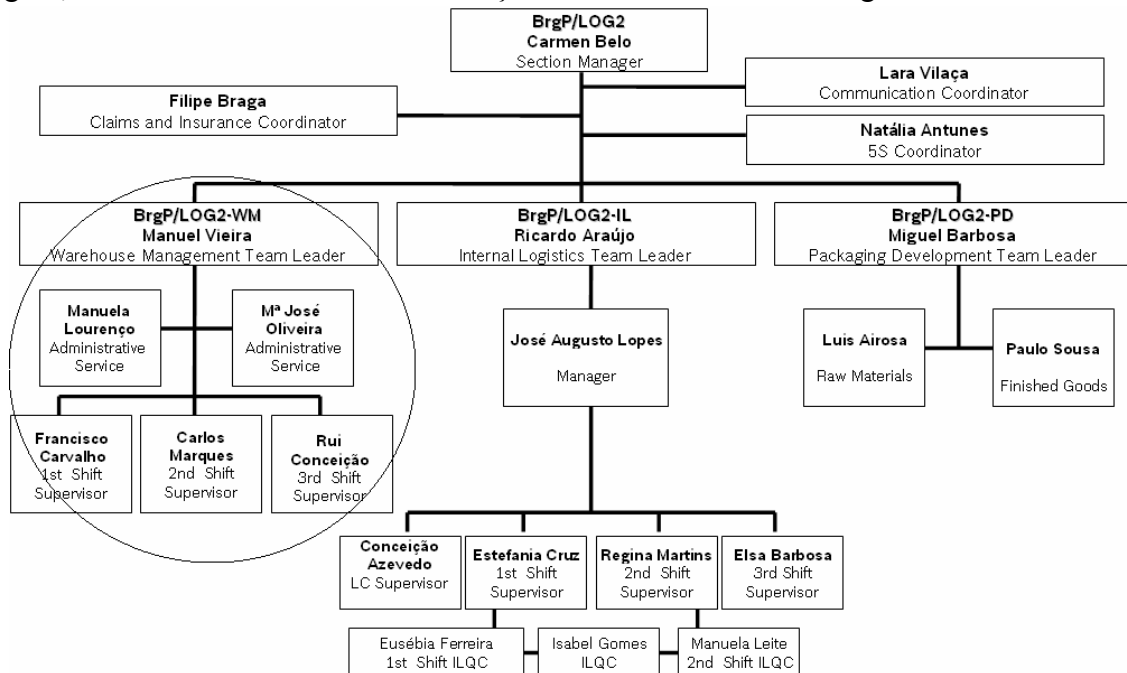 BrgP/LOG2
Carmen Belo
Section Manager
Lara Vilaça
Communication Coordinator
Filipe Braga
Claims and Insurance Coordinator
Natália Antunes
5S Coordinator
BrgP/LOG2-WM
Manuel Vieira
Warehouse Management Team Leader
BrgP/LOG2-IL
Ricardo Araújo
Internal Logistics Team Leader
BrgP/LOG2-PD
Miguel Barbosa
Packaging Development Team Leader
Manuela
Lourenço
Administrative
Service
Mª José
Oliveira
Administrative
Service
José Augusto Lopes
Manager
Luis Airosa
Raw Materials
Paulo Sousa
Finished Goods
Francisco
Carvalho
1st Shift
Supervisor
Carlos
Marques
2nd Shift
Supervisor
Rui
Conceição
3rd Shift
Supervisor
Conceição
Azevedo
LC Supervisor
Estefania Cruz
1st Shift
Supervisor
Regina Martins
2nd Shift
Supervisor
Elsa Barbosa
3rd Shift
Supervisor
Eusébia Ferreira
1st Shift ILQC
Isabel Gomes
ILQC
Manuela Leite
2nd Shift ILQC